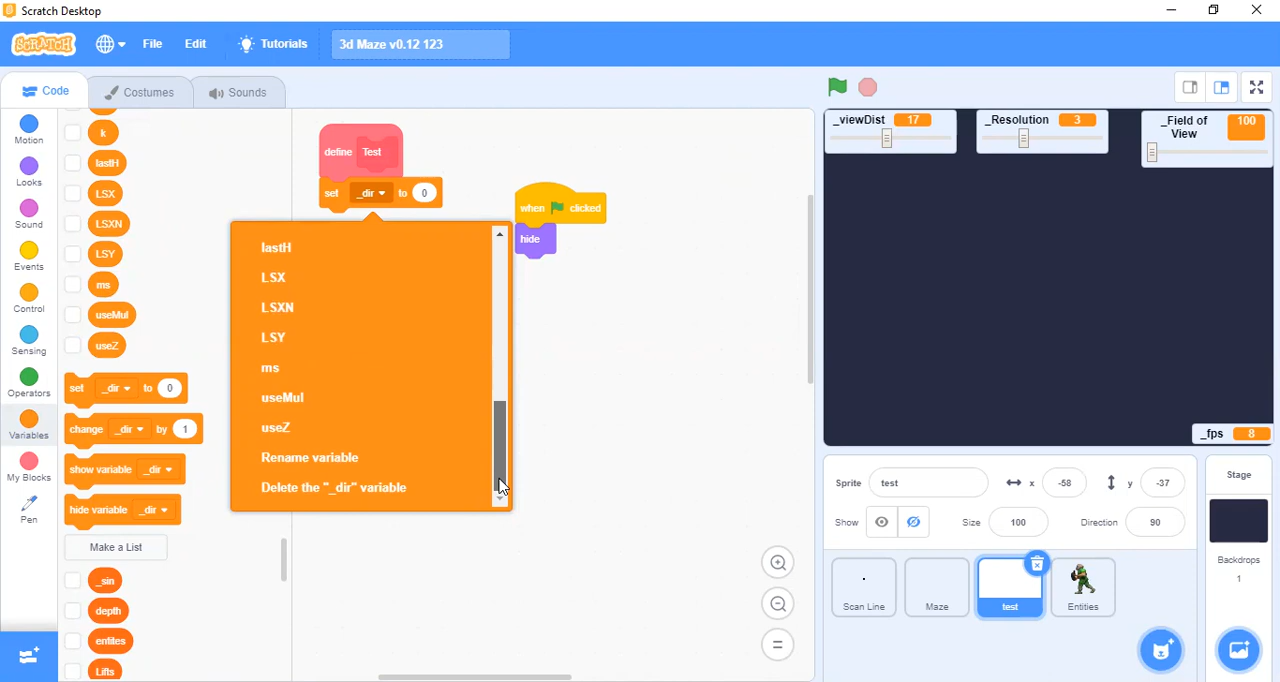 Scratch Desktop
SCRATCH
File
Edit
Tutorials
3d Maze v0.12 123
Code
Costumes
Sounds
Motion
Looks
Sound
Events
Control
Sensing
Operators
Variables
My Blocks
Pen
k
lastH
LSX
LSXN
LSY
ms
useMul
useZ
set _dir to 0
change _dir by 1
show variable _dir
hide variable _dir
Make a List
_sin
depth
entites
Lifts
define Test
set _dir to 0
lastH
LSX
LSXN
LSY
ms
useMul
useZ
Rename variable
Delete the "_dir" variable
when clicked
hide
_viewDist 17
_Resolution 3
_Field of
View
100
_fps 8
Sprite test x -58 y -37
Show Size 100 Direction 90
Scan Line
Maze
test
Entities
Stage
Backdrops
1